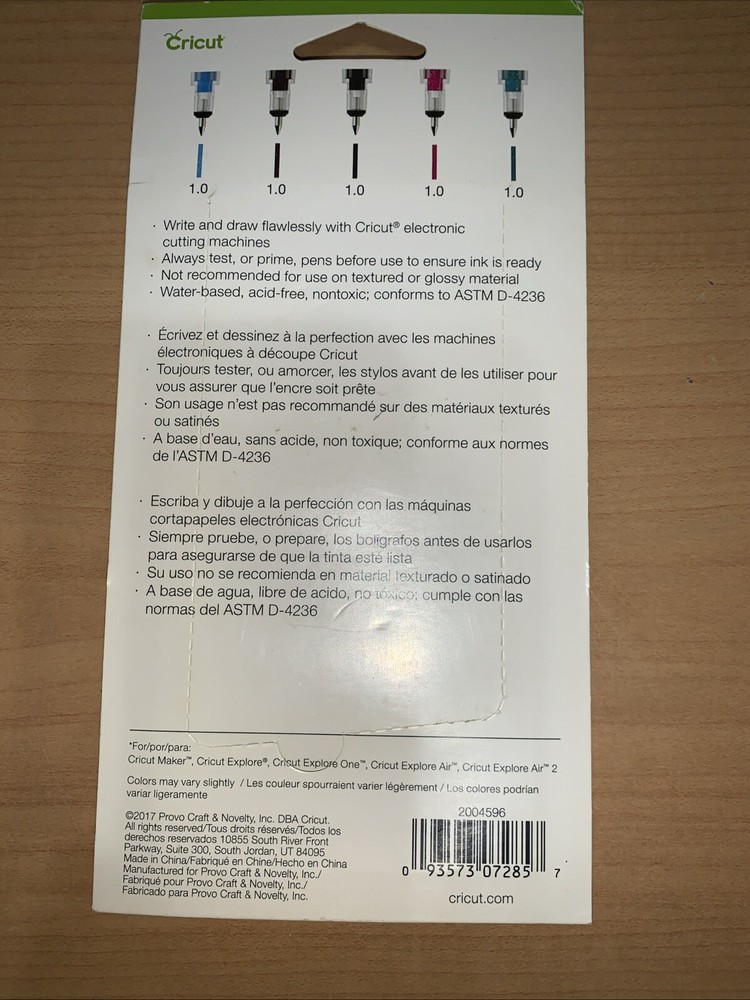 Cricut
1.0 1.0 1.0 1.0 1.0
· Write and draw flawlessly with Cricut® electronic
cutting machines
· Always test, or prime, pens before use to ensure ink is ready
· Not recommended for use on textured or glossy material
· Water-based, acid-free, nontoxic; conforms to ASTM D-4236
· Écrivez et dessinez à la perfection avec les machines
électroniques à découpe Cricut
· Toujours tester, ou amorcer, les stylos avant de les utiliser pour
vous assurer que l'encre soit prête
· Son usage n'est pas recommandé sur des matériaux texturés
ou satinés
· A base d'eau, sans acide, non toxique; conforme aux normes
de l'ASTM D-4236
· Escriba y dibuje a la perfección con las máquinas
cortapapeles electrónicas Cricut
· Siempre pruebe, o prepare, los bolígrafos antes de usarlos
para asegurarse de que la tinta esté lista
· Su uso no se recomienda en material texturado o satinado
· A base de agua, libre de acido, no tóxico; cumple con las
normas del ASTM D-4236
*For/por/para:
Cricut Maker™, Cricut Explore®, Cricut Explore One™, Cricut Explore Air™, Cricut Explore Air™ 2
Colors may vary slightly / Les couleur spourraient varier légèrement / Los colores podrían
variar ligeramente
©2017 Provo Craft & Novelty, Inc. DBA Cricut.
All rights reserved/Tous droits réservés/Todos los
derechos reservados 10855 South River Front
Parkway, Suite 300, South Jordan, UT 84095
Made in China/Fabriqué en Chine/Hecho en China
Manufactured for Provo Craft & Novelty, Inc./
Fabriqué pour Provo Craft & Novelty, Inc./
Fabricado para Provo Craft & Novelty, Inc.
2004596
0 93573 07285 7
cricut.com